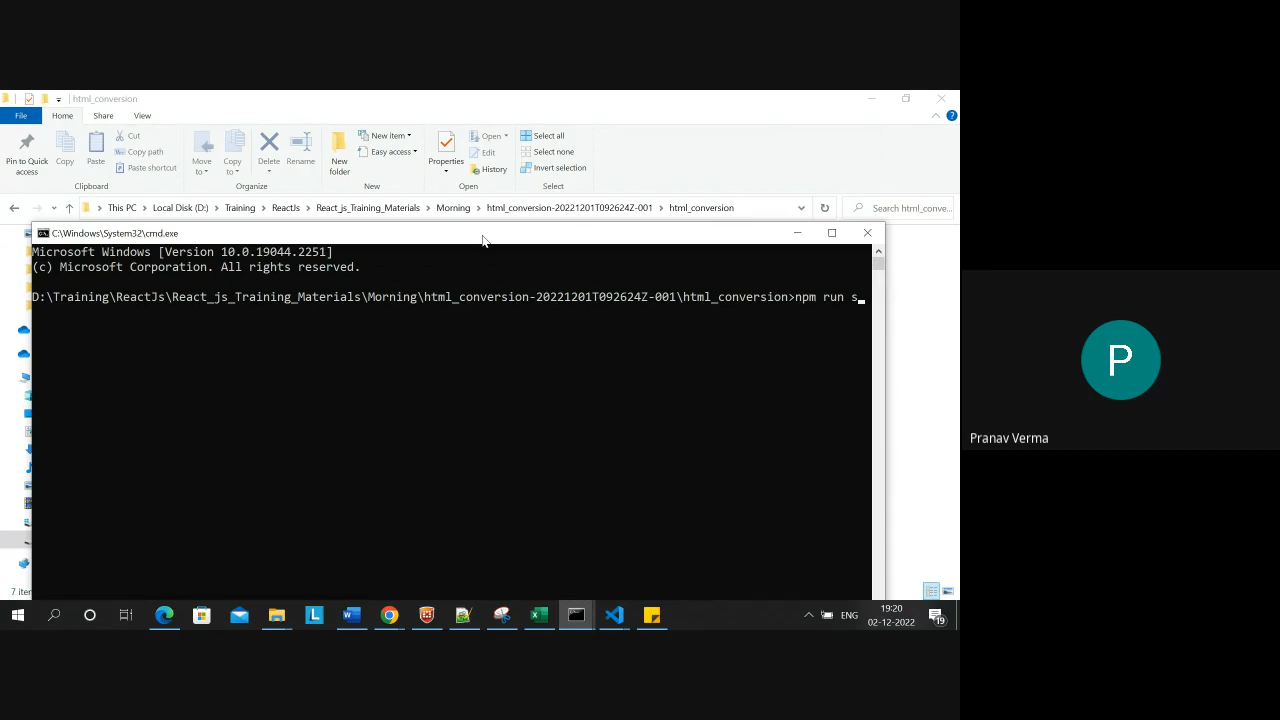 html_conversion
File Home Share View
Pin to Quick access
Copy
Paste
Cut
Copy path
Paste shortcut
Clipboard
Move to
Copy to
Delete
Rename
Organize
New folder
New item
Easy access
New
Properties
Open
Edit
History
Open
Select all
Select none
Invert selection
Select
This PC > Local Disk (D:) > Training > ReactJs > React_js_Training_Materials > Morning > html_conversion-20221201T092624Z-001 > html_conversion
Search html_conve...
C:\Windows\System32\cmd.exe
Microsoft Windows [Version 10.0.19044.2251]
(c) Microsoft Corporation. All rights reserved.
D:\Training\ReactJs\React_js_Training_Materials\Morning\html_conversion-20221201T092624Z-001\html_conversion>npm run s
P
Pranav Verma
7 iten
L
W
ENG
19:20
02-12-2022
19